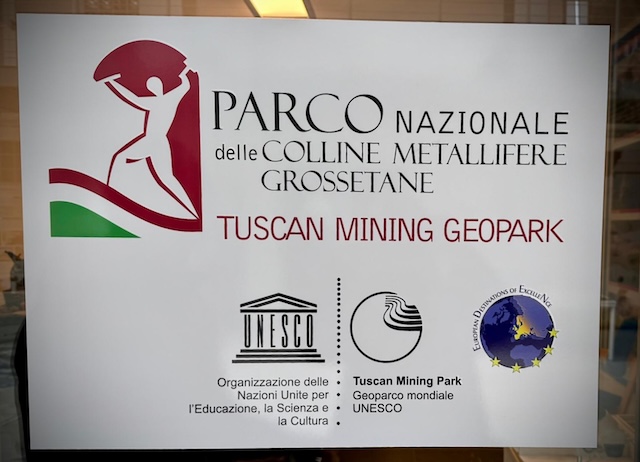 PARCO NAZIONALE
delle COLLINE METALLIFERE
GROSSETANE
TUSCAN MINING GEOPARK
UNESCO
Organizzazione delle
Nazioni Unite per
l'Educazione, la Scienza e
la Cultura
Tuscan Mining Park
Geoparco mondiale
UNESCO
EUROPEAN DESTINATIONS OF EXCELLENCE